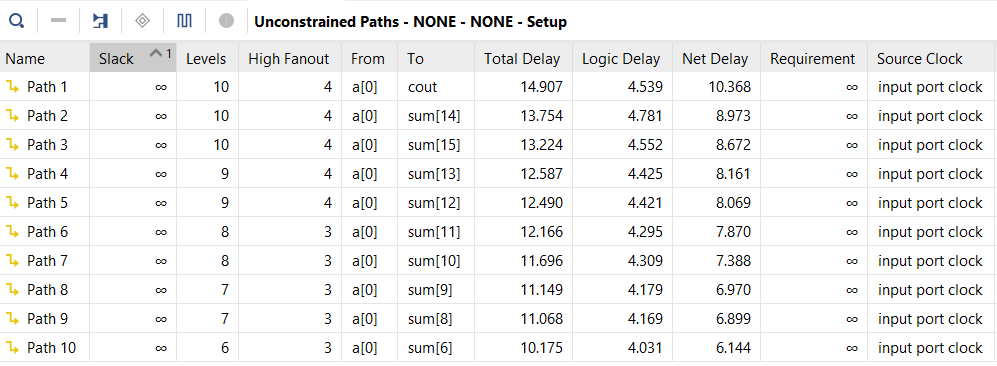 Unconstrained Paths - NONE - NONE - Setup
Name Slack 1 Levels High Fanout From To Total Delay Logic Delay Net Delay Requirement Source Clock
Path 1 ∞ 10 4 a[0] cout 14.907 4.539 10.368 ∞ input port clock
Path 2 ∞ 10 4 a[0] sum[14] 13.754 4.781 8.973 ∞ input port clock
Path 3 ∞ 10 4 a[0] sum[15] 13.224 4.552 8.672 ∞ input port clock
Path 4 ∞ 9 4 a[0] sum[13] 12.587 4.425 8.161 ∞ input port clock
Path 5 ∞ 9 4 a[0] sum[12] 12.490 4.421 8.069 ∞ input port clock
Path 6 ∞ 8 3 a[0] sum[11] 12.166 4.295 7.870 ∞ input port clock
Path 7 ∞ 8 3 a[0] sum[10] 11.696 4.309 7.388 ∞ input port clock
Path 8 ∞ 7 3 a[0] sum[9] 11.149 4.179 6.970 ∞ input port clock
Path 9 ∞ 7 3 a[0] sum[8] 11.068 4.169 6.899 ∞ input port clock
Path 10 ∞ 6 3 a[0] sum[6] 10.175 4.031 6.144 ∞ input port clock